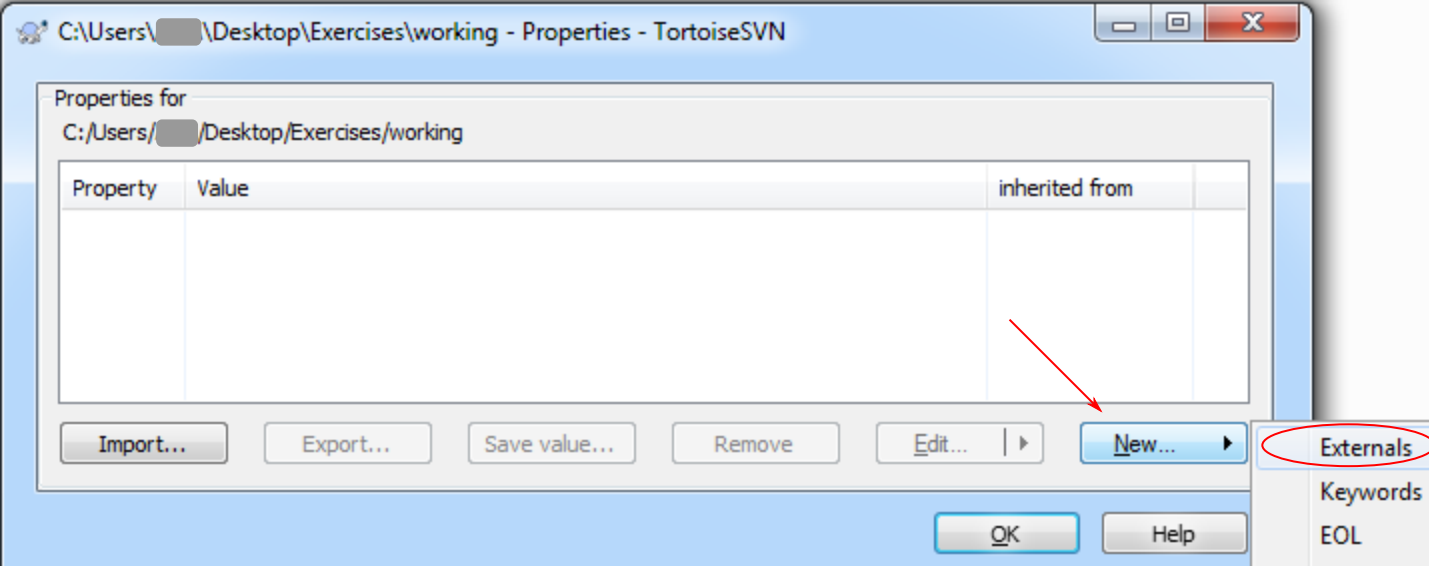 C:\Users\ \Desktop\Exercises\working - Properties - TortoiseSVN
Properties for
C:/Users/ /Desktop/Exercises/working
Property Value inherited from
Import... Export... Save value... Remove Edit... New... Externals
Keywords
OK Help EOL